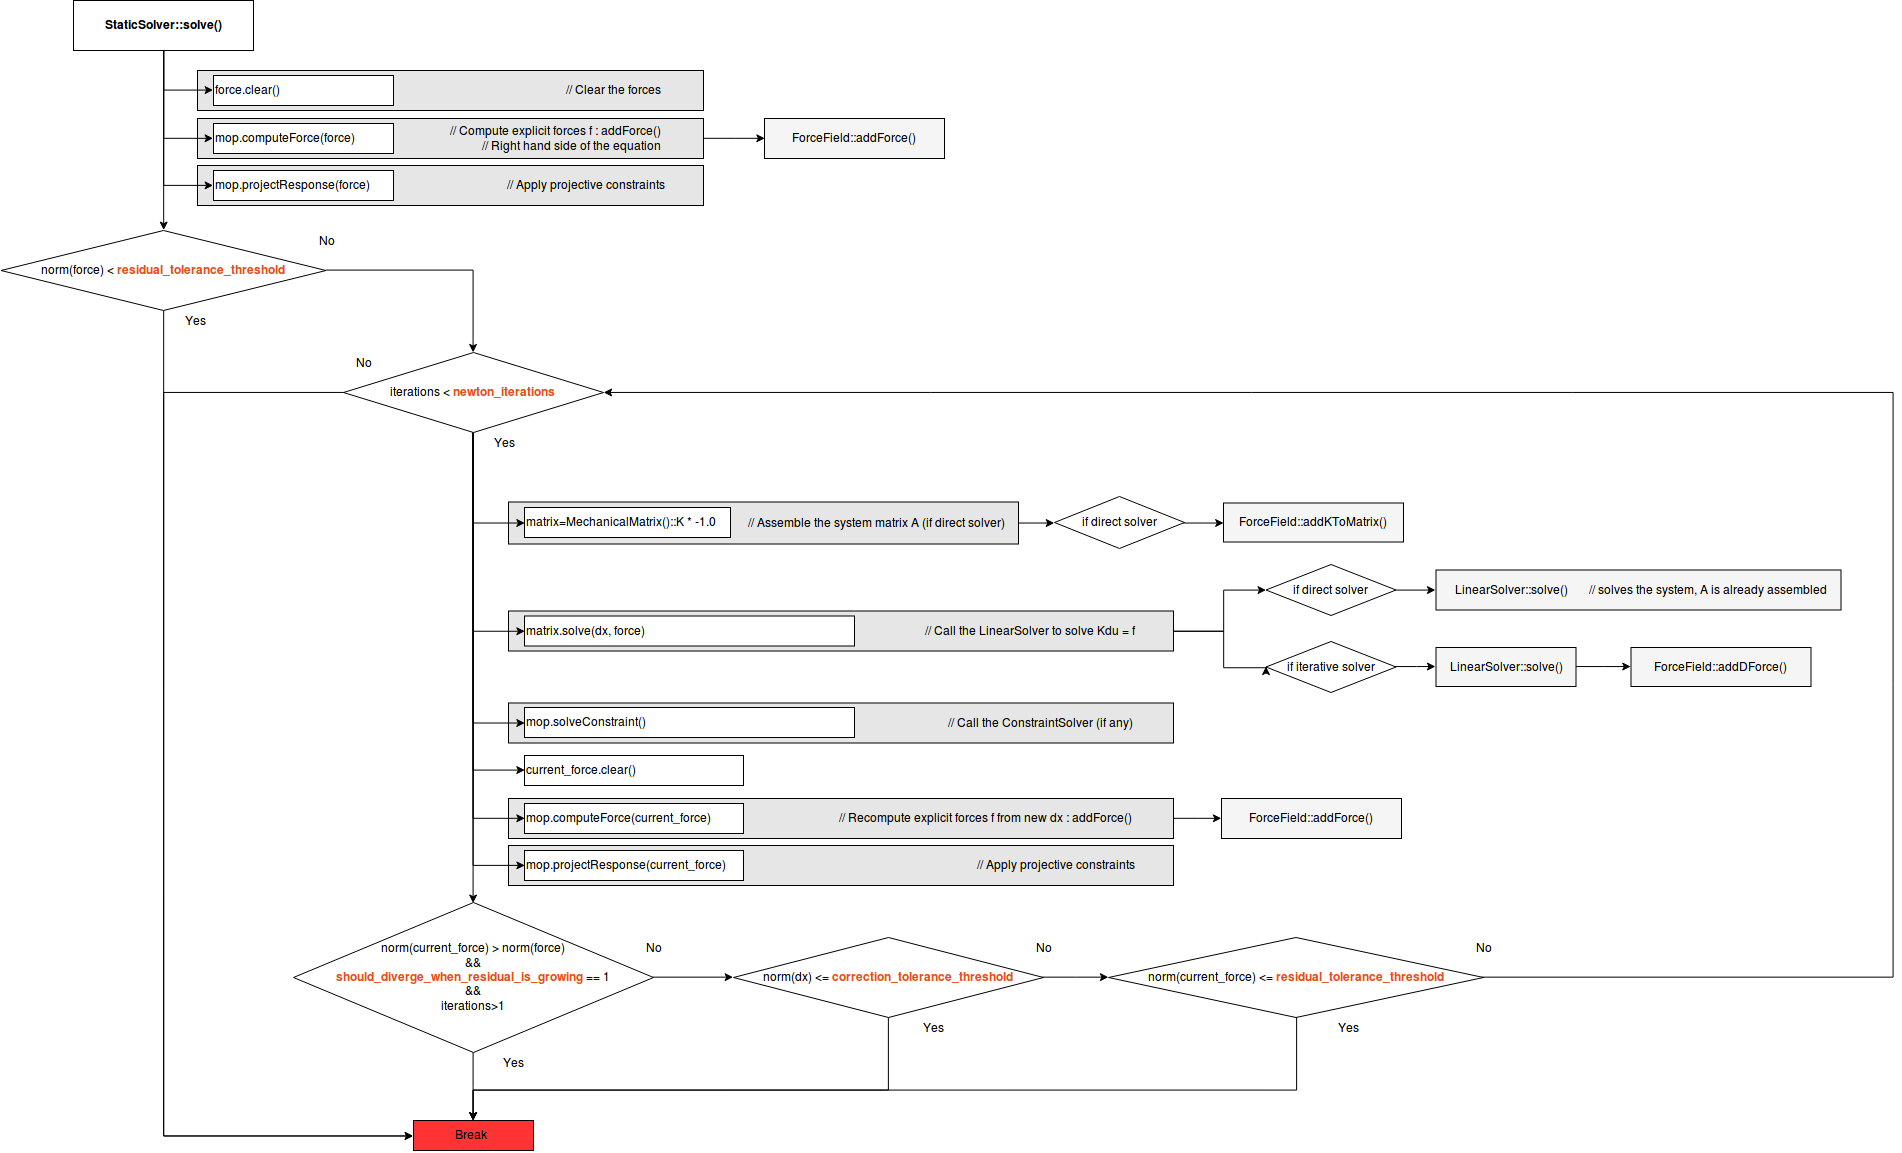 StaticSolver::solve()
force.clear()
// Clear the forces
mop.computeForce(force)
// Compute explicit forces f : addForce()
// Right hand side of the equation
ForceField::addForce()
mop.projectResponse(force)
// Apply projective constraints
No
norm(force) < residual_tolerance_threshold
Yes
No
iterations < newton_iterations
Yes
matrix=MechanicalMatrix()::K * -1.0
// Assemble the system matrix A (if direct solver)
if direct solver
ForceField::addKToMatrix()
if direct solver
LinearSolver::solve()
// solves the system, A is already assembled
matrix.solve(dx, force)
// Call the LinearSolver to solve Kdu = f
if iterative solver
LinearSolver::solve()
ForceField::addDForce()
mop.solveConstraint()
// Call the ConstraintSolver (if any)
current_force.clear()
mop.computeForce(current_force)
// Recompute explicit forces f from new dx : addForce()
ForceField::addForce()
mop.projectResponse(current_force)
// Apply projective constraints
norm(current_force) > norm(force)
&&
should_diverge_when_residual_is_growing == 1
&&
iterations>1
No
Yes
norm(dx) <= correction_tolerance_threshold
No
Yes
norm(current_force) <= residual_tolerance_threshold
No
Yes
Break